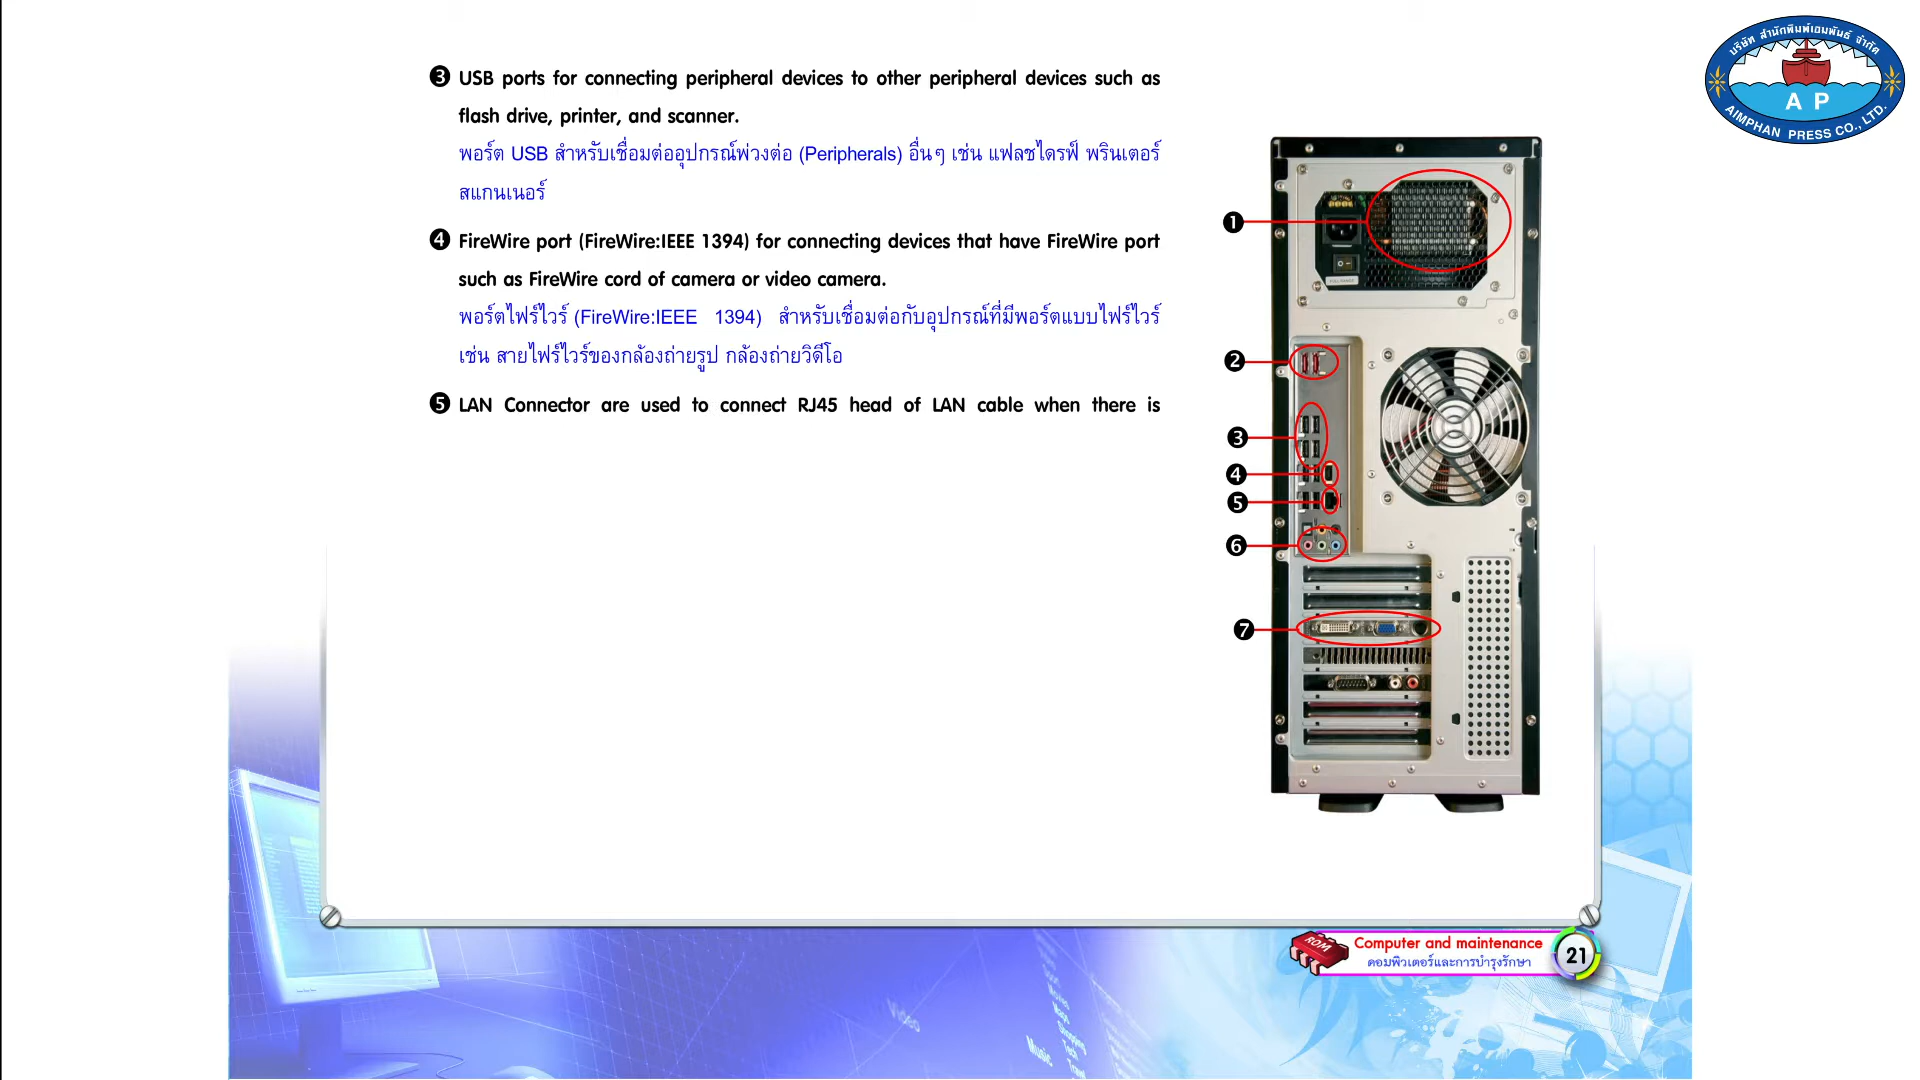 ❸ USB ports for connecting peripheral devices to other peripheral devices such as
flash drive, printer, and scanner.
พอร์ต USB สำหรับเชื่อมต่ออุปกรณ์พ่วงต่อ (Peripherals) อื่นๆ เช่น แฟลชไดรฟ์ พรินเตอร์
สแกนเนอร์
❹ FireWire port (FireWire:IEEE 1394) for connecting devices that have FireWire port
such as FireWire cord of camera or video camera.
พอร์ตไฟร์ไวร์ (FireWire:IEEE 1394) สำหรับเชื่อมต่อกับอุปกรณ์ที่มีพอร์ตแบบไฟร์ไวร์
เช่น สายไฟร์ไวร์ของกล้องถ่ายรูป กล้องถ่ายวิดีโอ
❺ LAN Connector are used to connect RJ45 head of LAN cable when there is
❶
❷
❸
❹
❺
❻
❼
บริษัท สำนักพิมพ์เอมพันธ์ จำกัด
A P
AIMPHAN PRESS CO., LTD.
ROM
Computer and maintenance
คอมพิวเตอร์และการบำรุงรักษา
21
Video
Music